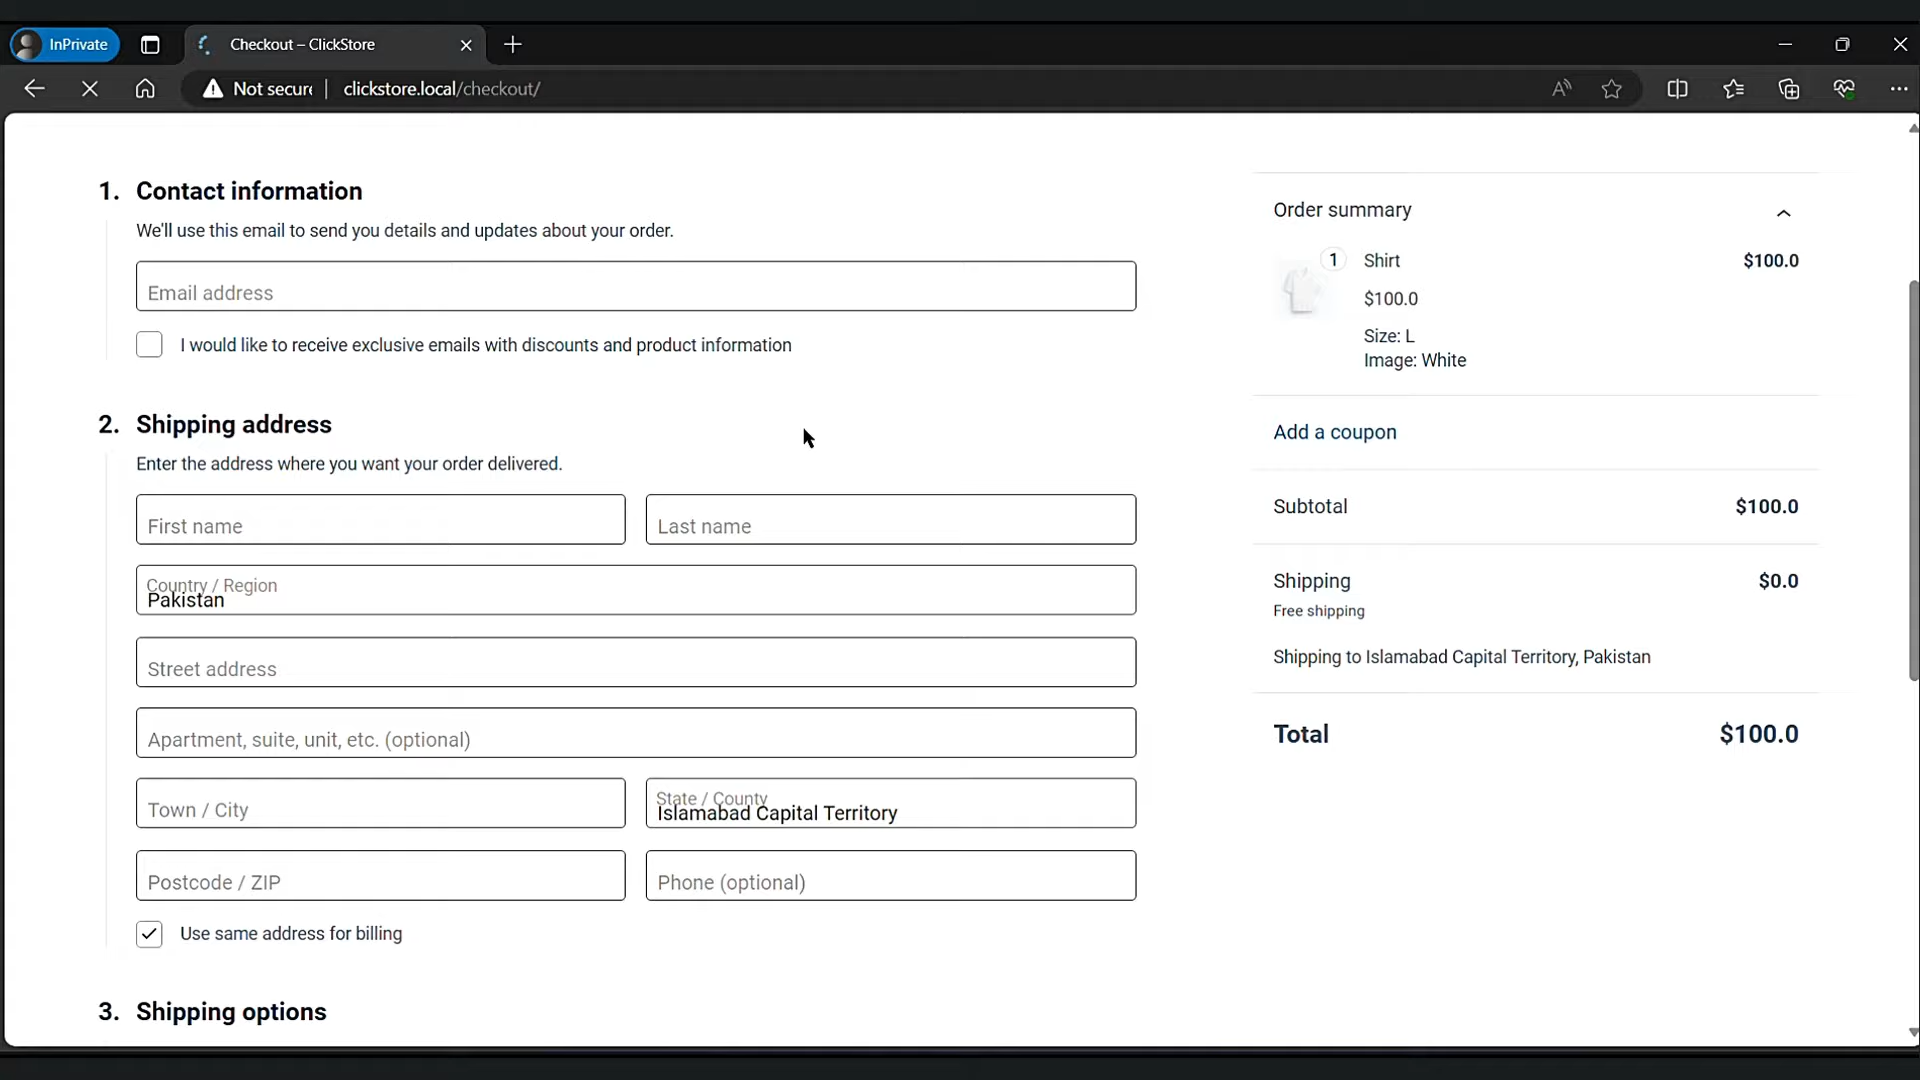 InPrivate
Checkout – ClickStore
Not secure
clickstore.local/checkout/
1. Contact information
We'll use this email to send you details and updates about your order.
Email address
I would like to receive exclusive emails with discounts and product information
2. Shipping address
Enter the address where you want your order delivered.
First name
Last name
Country / Region
Pakistan
Street address
Apartment, suite, unit, etc. (optional)
Town / City
State / County
Islamabad Capital Territory
Postcode / ZIP
Phone (optional)
Use same address for billing
3. Shipping options
Order summary
1
Shirt
$100.0
$100.0
Size: L
Image: White
Add a coupon
Subtotal
$100.0
Shipping
$0.0
Free shipping
Shipping to Islamabad Capital Territory, Pakistan
Total
$100.0